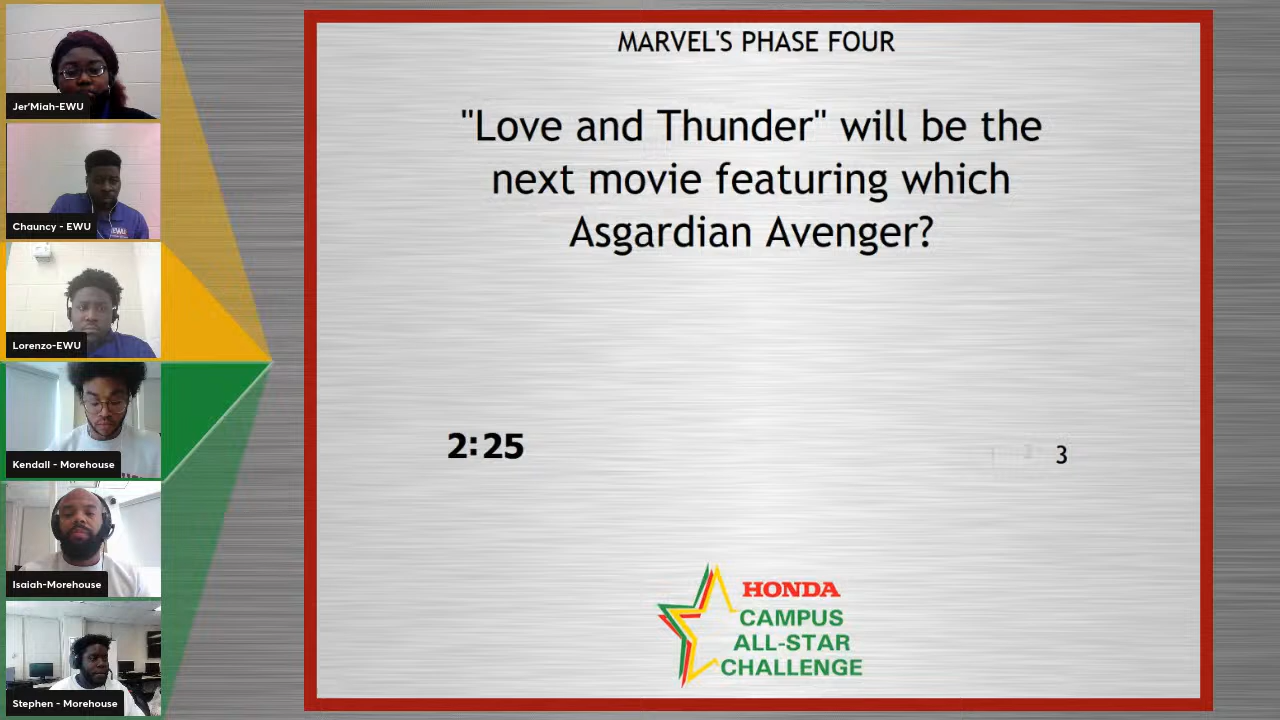 Jer'Miah-EWU
Chauncy - EWU
Lorenzo-EWU
Kendall - Morehouse
Isaiah-Morehouse
Stephen - Morehouse
MARVEL'S PHASE FOUR
"Love and Thunder" will be the
next movie featuring which
Asgardian Avenger?
2:25
3
HONDA
CAMPUS
ALL-STAR
CHALLENGE